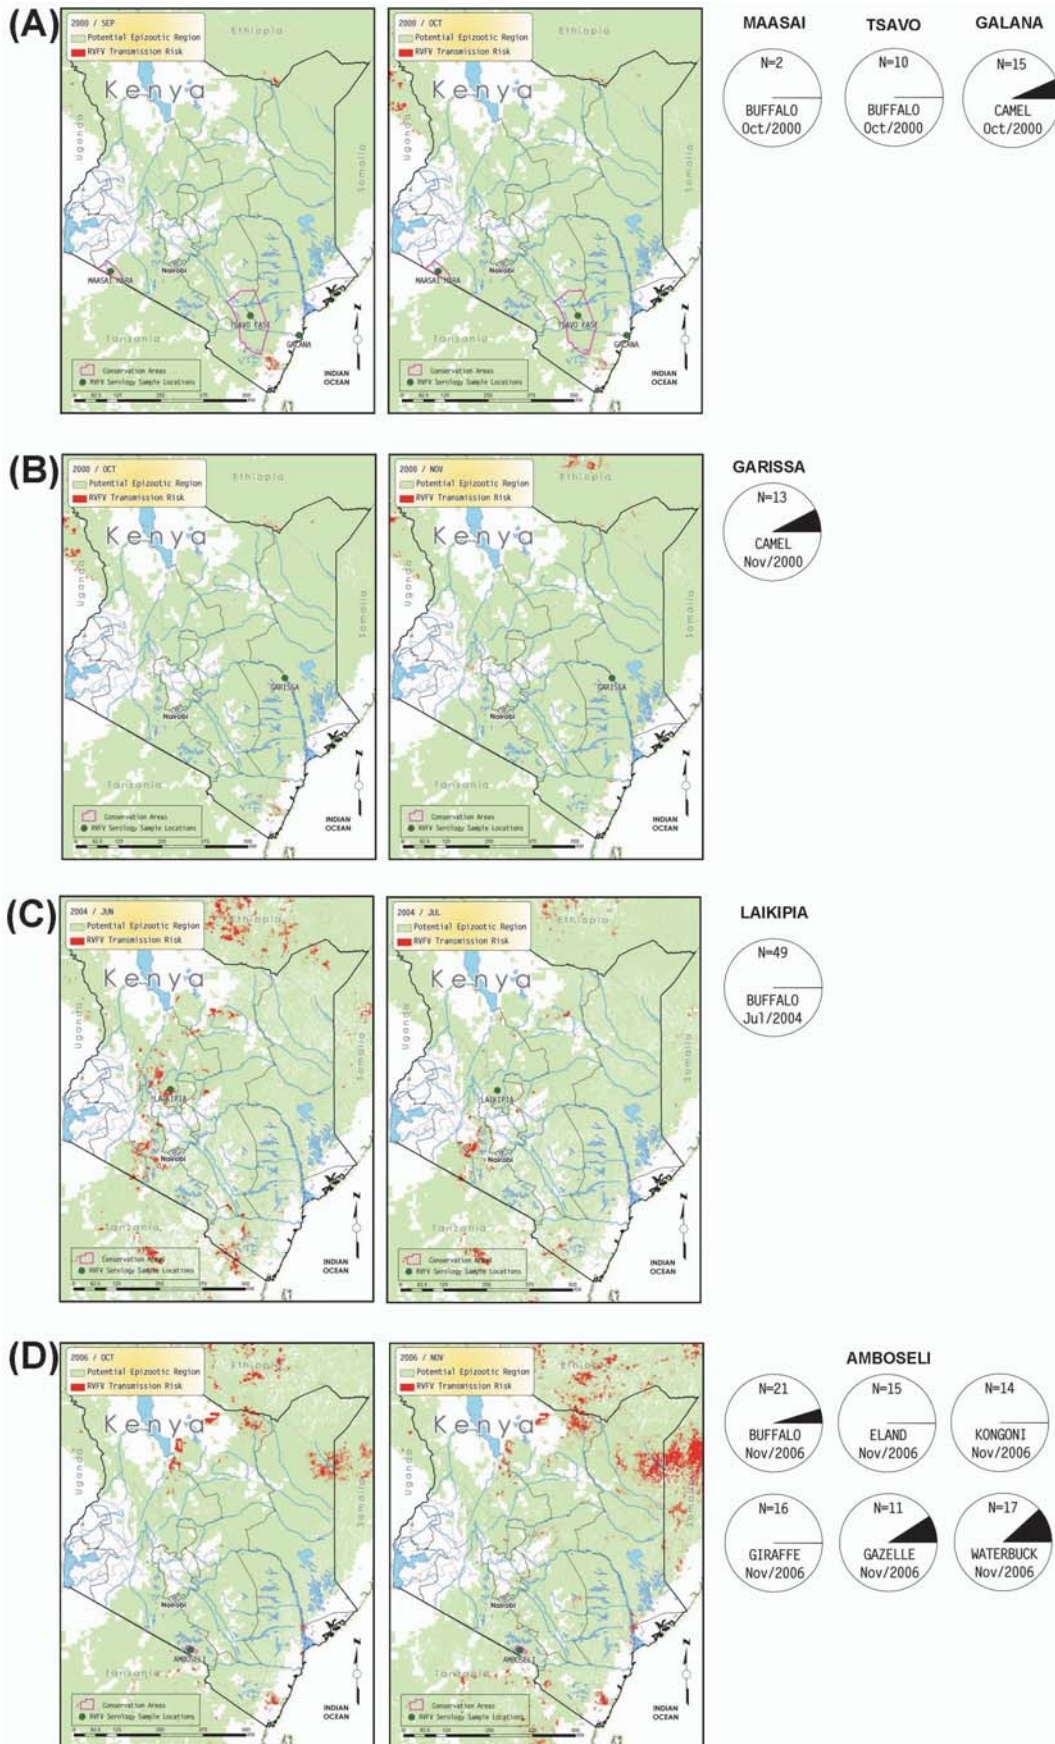 (A)
2000 / SEP
Potential Epizootic Region
RVFV Transmission Risk
Ethiopia
Kenya
Uganda
Somalia
Nairobi
MAASAI MARA
TSAVO EAST
GALANA
Tanzania
Conservation Areas
RVFV Serology Sample Locations
INDIAN
OCEAN
2000 / OCT
Potential Epizootic Region
RVFV Transmission Risk
Ethiopia
Kenya
Uganda
Somalia
Nairobi
MAASAI MARA
TSAVO EAST
GALANA
Tanzania
Conservation Areas
RVFV Serology Sample Locations
INDIAN
OCEAN
MAASAI
N=2
BUFFALO
Oct/2000
TSAVO
N=10
BUFFALO
Oct/2000
GALANA
N=15
CAMEL
Oct/2000
(B)
2000 / OCT
Potential Epizootic Region
RVFV Transmission Risk
Ethiopia
Kenya
Uganda
Somalia
GARISSA
Nairobi
Tanzania
Conservation Areas
RVFV Serology Sample Locations
INDIAN
OCEAN
2000 / NOV
Potential Epizootic Region
RVFV Transmission Risk
Ethiopia
Kenya
Uganda
Somalia
GARISSA
Nairobi
Tanzania
Conservation Areas
RVFV Serology Sample Locations
INDIAN
OCEAN
GARISSA
N=13
CAMEL
Nov/2000
(C)
2004 / JUN
Potential Epizootic Region
RVFV Transmission Risk
Ethiopia
Kenya
Uganda
Somalia
LAIKIPIA
Nairobi
Tanzania
Conservation Areas
RVFV Serology Sample Locations
INDIAN
OCEAN
2004 / JUL
Potential Epizootic Region
RVFV Transmission Risk
Ethiopia
Kenya
Uganda
Somalia
LAIKIPIA
Nairobi
Tanzania
Conservation Areas
RVFV Serology Sample Locations
INDIAN
OCEAN
LAIKIPIA
N=49
BUFFALO
Jul/2004
(D)
2006 / OCT
Potential Epizootic Region
RVFV Transmission Risk
Ethiopia
Kenya
Uganda
Somalia
Nairobi
AMBOSELI
Tanzania
Conservation Areas
RVFV Serology Sample Locations
INDIAN
OCEAN
2006 / NOV
Potential Epizootic Region
RVFV Transmission Risk
Ethiopia
Kenya
Uganda
Somalia
Nairobi
AMBOSELI
Tanzania
Conservation Areas
RVFV Serology Sample Locations
INDIAN
OCEAN
AMBOSELI
N=21
BUFFALO
Nov/2006
N=15
ELAND
Nov/2006
N=14
KONGONI
Nov/2006
N=16
GIRAFFE
Nov/2006
N=11
GAZELLE
Nov/2006
N=17
WATERBUCK
Nov/2006